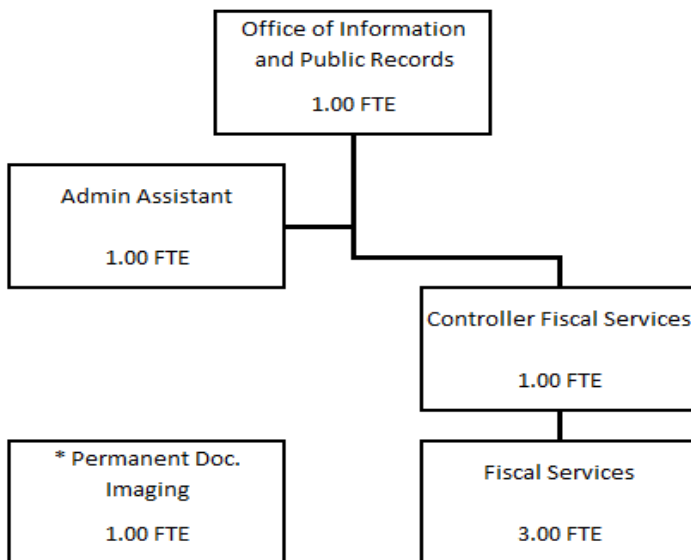 Office of Information
and Public Records
1.00 FTE
Admin Assistant
1.00 FTE
Controller Fiscal Services
1.00 FTE
* Permanent Doc.
Imaging
1.00 FTE
Fiscal Services
3.00 FTE